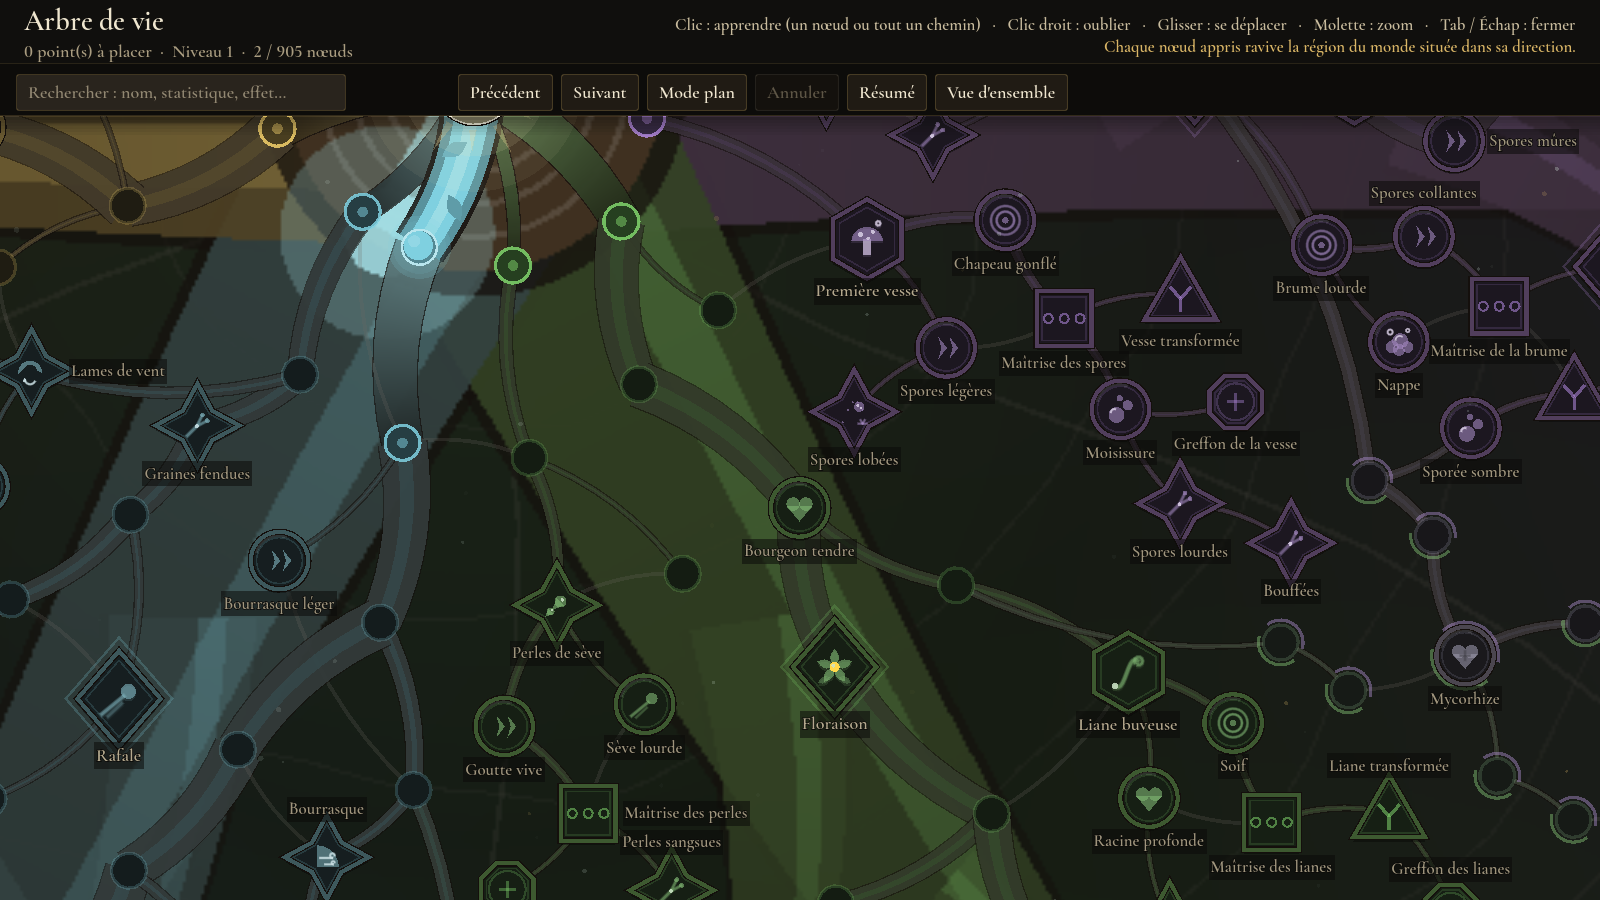 Arbre de vie
0 point(s) à placer · Niveau 1 · 2 / 905 nœuds
Clic : apprendre (un nœud ou tout un chemin) · Clic droit : oublier · Glisser : se déplacer · Molette : zoom · Tab / Échap : fermer
Chaque nœud appris ravive la région du monde située dans sa direction.
Rechercher : nom, statistique, effet...
Précédent
Suivant
Mode plan
Annuler
Résumé
Vue d'ensemble
Spores mûres
Spores collantes
Chapeau gonflé
Première vesse
Brume lourde
Vesse transformée
Maîtrise des spores
Maîtrise de la brume
Lames de vent
Nappe
Spores légères
Graines fendues
Spores lobées
Moisissure
Greffon de la vesse
Sporée sombre
Bourgeon tendre
Spores lourdes
Bouffées
Bourrasque léger
Perles de sève
Mycorhize
Floraison
Liane buveuse
Rafale
Sève lourde
Goutte vive
Soif
Liane transformée
Bourrasque
Maîtrise des perles
Perles sangsues
Racine profonde
Maîtrise des lianes
Greffon des lianes